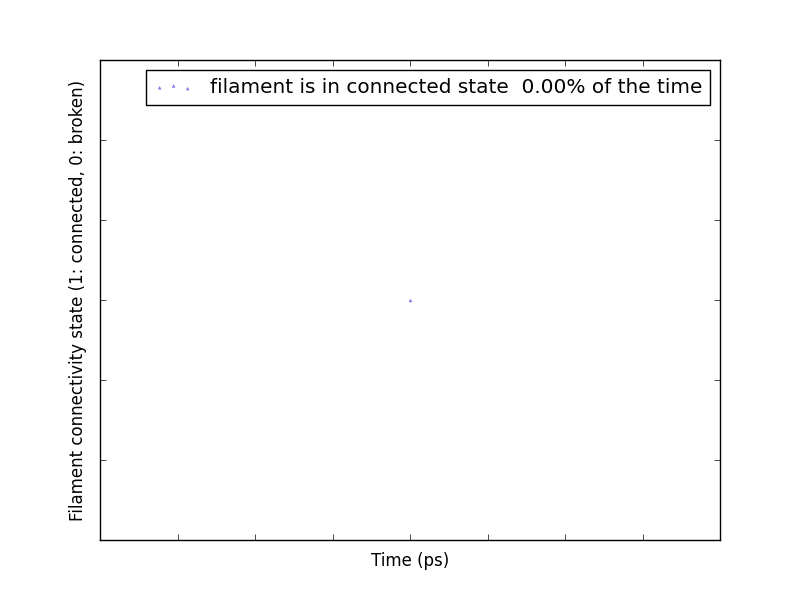 filament is in connected state  0.00% of the time
Filament connectivity state (1: connected, 0: broken)
Time (ps)